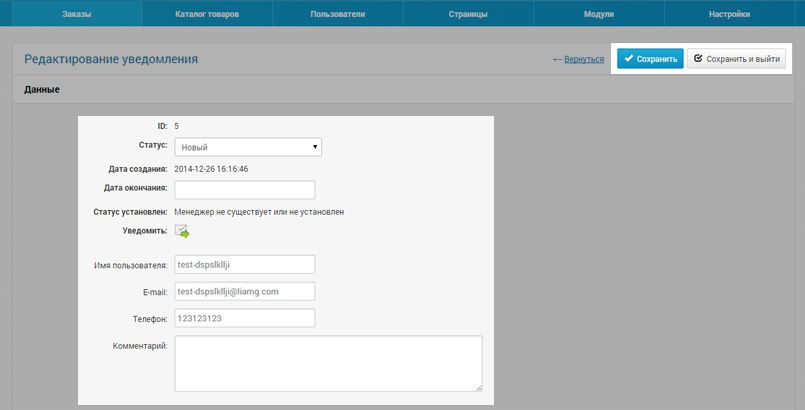 Заказы Каталог товаров Пользователи Страницы Модули Настройки
Редактирование уведомления ← Вернуться Сохранить Сохранить и выйти
Данные
ID: 5
Статус: Новый
Дата создания: 2014-12-26 16:16:46
Дата окончания:
Статус установлен: Менеджер не существует или не установлен
Уведомить:
Имя пользователя: test-dspslkllji
E-mail: test-dspslkllji@liamg.com
Телефон: 123123123
Комментарий: